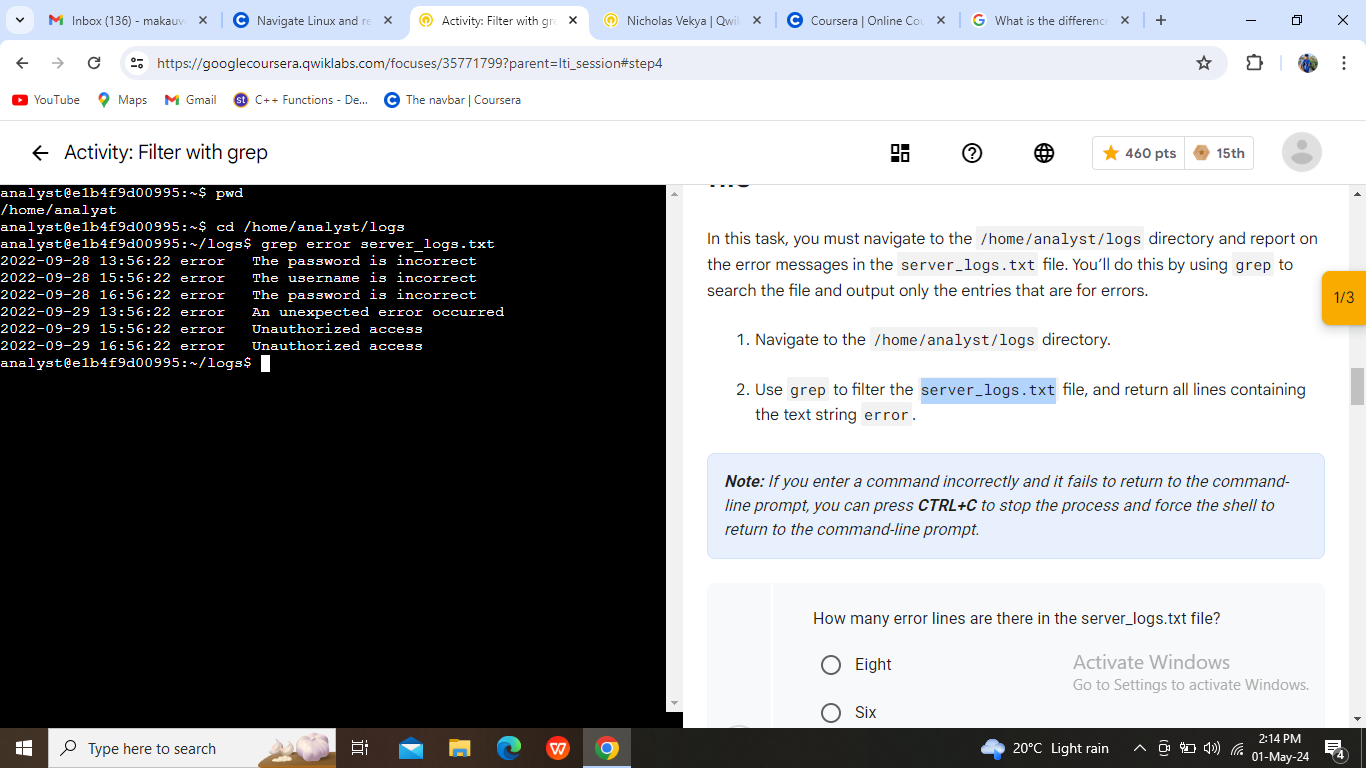 Inbox (136) - makauv
Navigate Linux and re
Activity: Filter with gre
Nicholas Vekya | Qwi
Coursera | Online Cou
What is the difference
https://googlecoursera.qwiklabs.com/focuses/35771799?parent=lti_session#step4
YouTube
Maps
Gmail
C++ Functions - De...
The navbar | Coursera
Activity: Filter with grep
460 pts
15th
analyst@e1b4f9d00995:~$ pwd
/home/analyst
analyst@e1b4f9d00995:~$ cd /home/analyst/logs
analyst@e1b4f9d00995:~/logs$ grep error server_logs.txt
2022-09-28 13:56:22 error   The password is incorrect
2022-09-28 15:56:22 error   The username is incorrect
2022-09-28 16:56:22 error   The password is incorrect
2022-09-29 13:56:22 error   An unexpected error occurred
2022-09-29 15:56:22 error   Unauthorized access
2022-09-29 16:56:22 error   Unauthorized access
analyst@e1b4f9d00995:~/logs$
In this task, you must navigate to the /home/analyst/logs directory and report on
the error messages in the server_logs.txt file. You’ll do this by using grep to
search the file and output only the entries that are for errors.
1/3
1. Navigate to the /home/analyst/logs directory.
2. Use grep to filter the server_logs.txt file, and return all lines containing
the text string error.
Note: If you enter a command incorrectly and it fails to return to the command-
line prompt, you can press CTRL+C to stop the process and force the shell to
return to the command-line prompt.
How many error lines are there in the server_logs.txt file?
Eight
Six
Activate Windows
Go to Settings to activate Windows.
Type here to search
20°C Light rain
2:14 PM
01-May-24
4